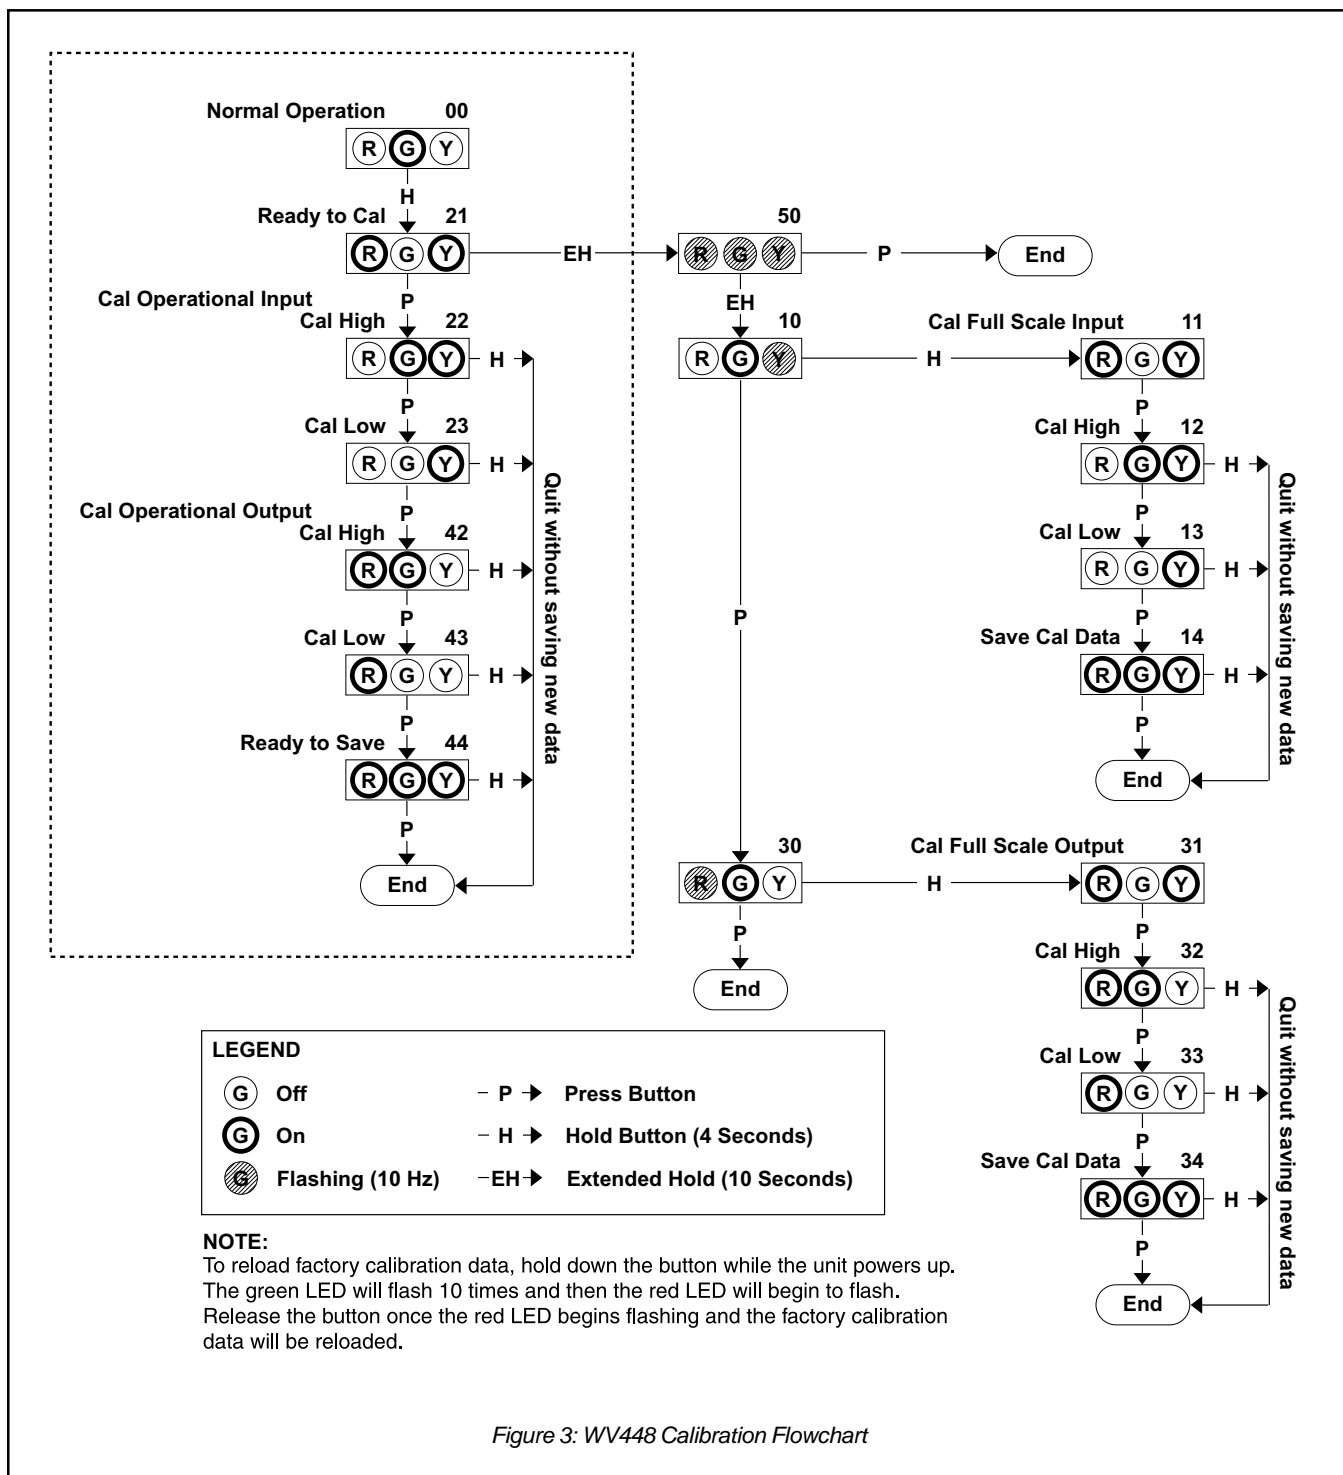 Normal Operation 00
R G Y
H
Ready to Cal 21
R G Y
EH
50
R G Y
P
End
P
EH
Cal Operational Input
Cal High 22
R G Y
H
10
R G Y
H
Cal Full Scale Input 11
R G Y
P
P
Cal Low 23
R G Y
H
Cal High 12
R G Y
H
P
P
Cal Operational Output
Cal High 42
R G Y
H
Cal Low 13
R G Y
H
P
P
P
Cal Low 43
R G Y
H
Save Cal Data 14
R G Y
H
P
P
Ready to Save 44
R G Y
H
End
Quit without saving new data
Quit without saving new data
P
End
30
R G Y
H
Cal Full Scale Output 31
R G Y
P
P
End
Cal High 32
R G Y
H
P
Cal Low 33
R G Y
H
P
Save Cal Data 34
R G Y
H
P
End
Quit without saving new data
LEGEND
G Off
P Press Button
G On
H Hold Button (4 Seconds)
G Flashing (10 Hz)
EH Extended Hold (10 Seconds)
NOTE:
To reload factory calibration data, hold down the button while the unit powers up.
The green LED will flash 10 times and then the red LED will begin to flash.
Release the button once the red LED begins flashing and the factory calibration
data will be reloaded.
Figure 3: WV448 Calibration Flowchart